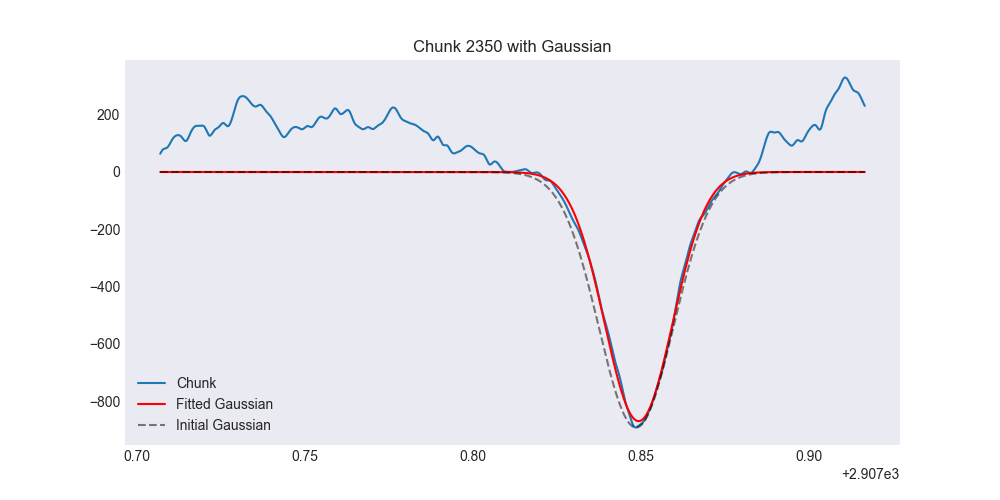 Chunk 2350 with Gaussian
200
0
−200
−400
−600
−800
Chunk
Fitted Gaussian
Initial Gaussian
0.70 0.75 0.80 0.85 0.90
+2.907e3